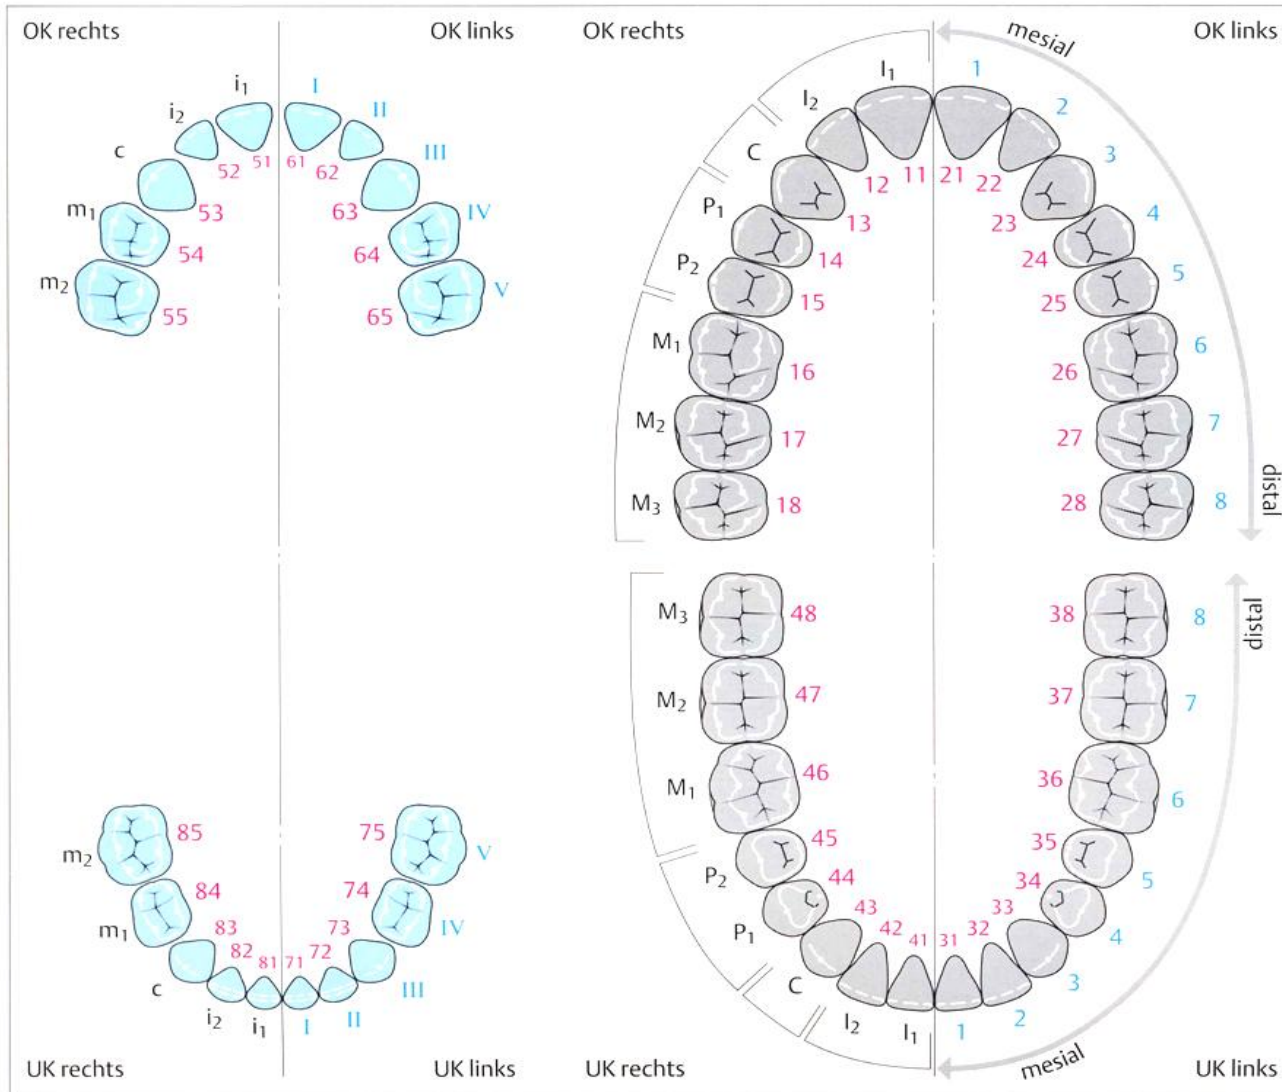 OK rechts
OK links
i1
I
i2
II
c
III
52
51
61
62
m1
53
63
IV
54
64
m2
V
55
65
m2
85
75
V
m1
84
74
IV
83
82
81
71
72
73
c
III
i2
i1
I
II
UK rechts
UK links
OK rechts
mesial
OK links
I1
1
I2
2
C
3
12
11
21
22
P1
13
23
4
14
24
P2
5
15
25
M1
6
16
26
M2
7
17
27
distal
M3
8
18
28
M3
48
38
8
distal
M2
47
37
7
M1
46
36
6
45
35
P2
44
34
5
43
42
41
31
32
33
P1
4
C
3
I2
I1
1
2
UK rechts
mesial
UK links